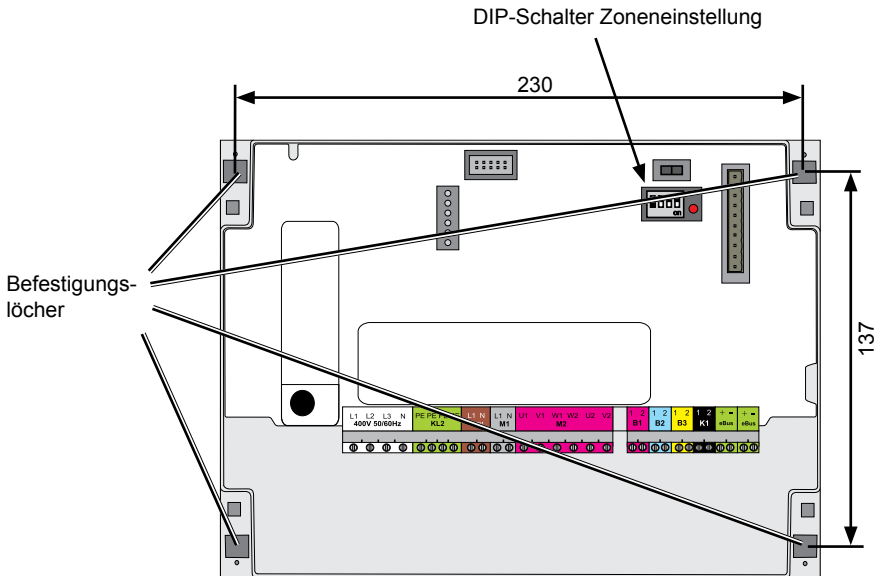 DIP-Schalter Zoneneinstellung
230
on
Befestigungs-
löcher
137
L1 L2 L3 N PE PE L1 N L1 N U1 V1 W1 W2 U2 V2 1 2 1 2 1 2 1 2 + - + -
400V 50/60Hz KL2 M1 M2 B1 B2 B3 K1 eBus eBus